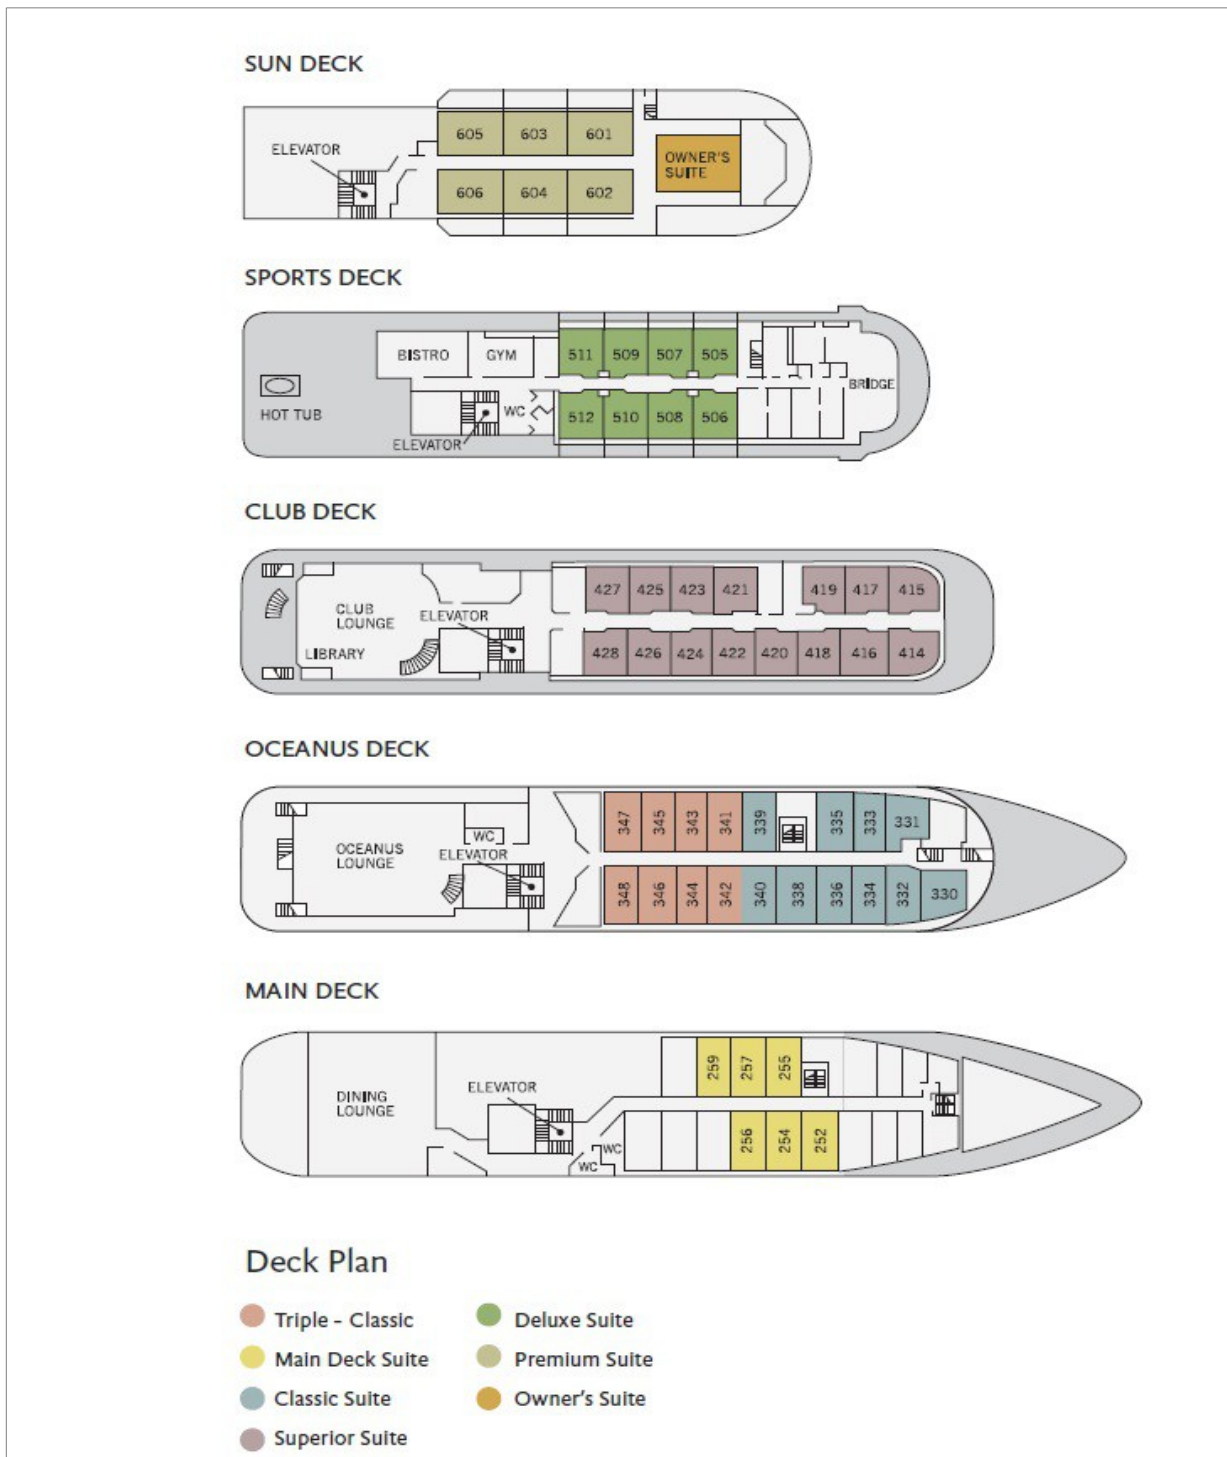 SUN DECK
605 603 601
ELEVATOR
OWNER'S
SUITE
606 604 602
SPORTS DECK
BISTRO GYM 511 509 507 505
BRIDGE
HOT TUB
WC 512 510 508 506
ELEVATOR
CLUB DECK
427 425 423 421 419 417 415
CLUB
LOUNGE
ELEVATOR
LIBRARY
428 426 424 422 420 418 416 414
OCEANUS DECK
347 345 343 341 339 335 333 331
WC
OCEANUS
LOUNGE
ELEVATOR
348 346 344 342 340 338 336 334 332 330
MAIN DECK
259 257 255
ELEVATOR
DINING
LOUNGE
256 254 252
WC
WC
Deck Plan
Triple - Classic
Main Deck Suite
Classic Suite
Superior Suite
Deluxe Suite
Premium Suite
Owner's Suite